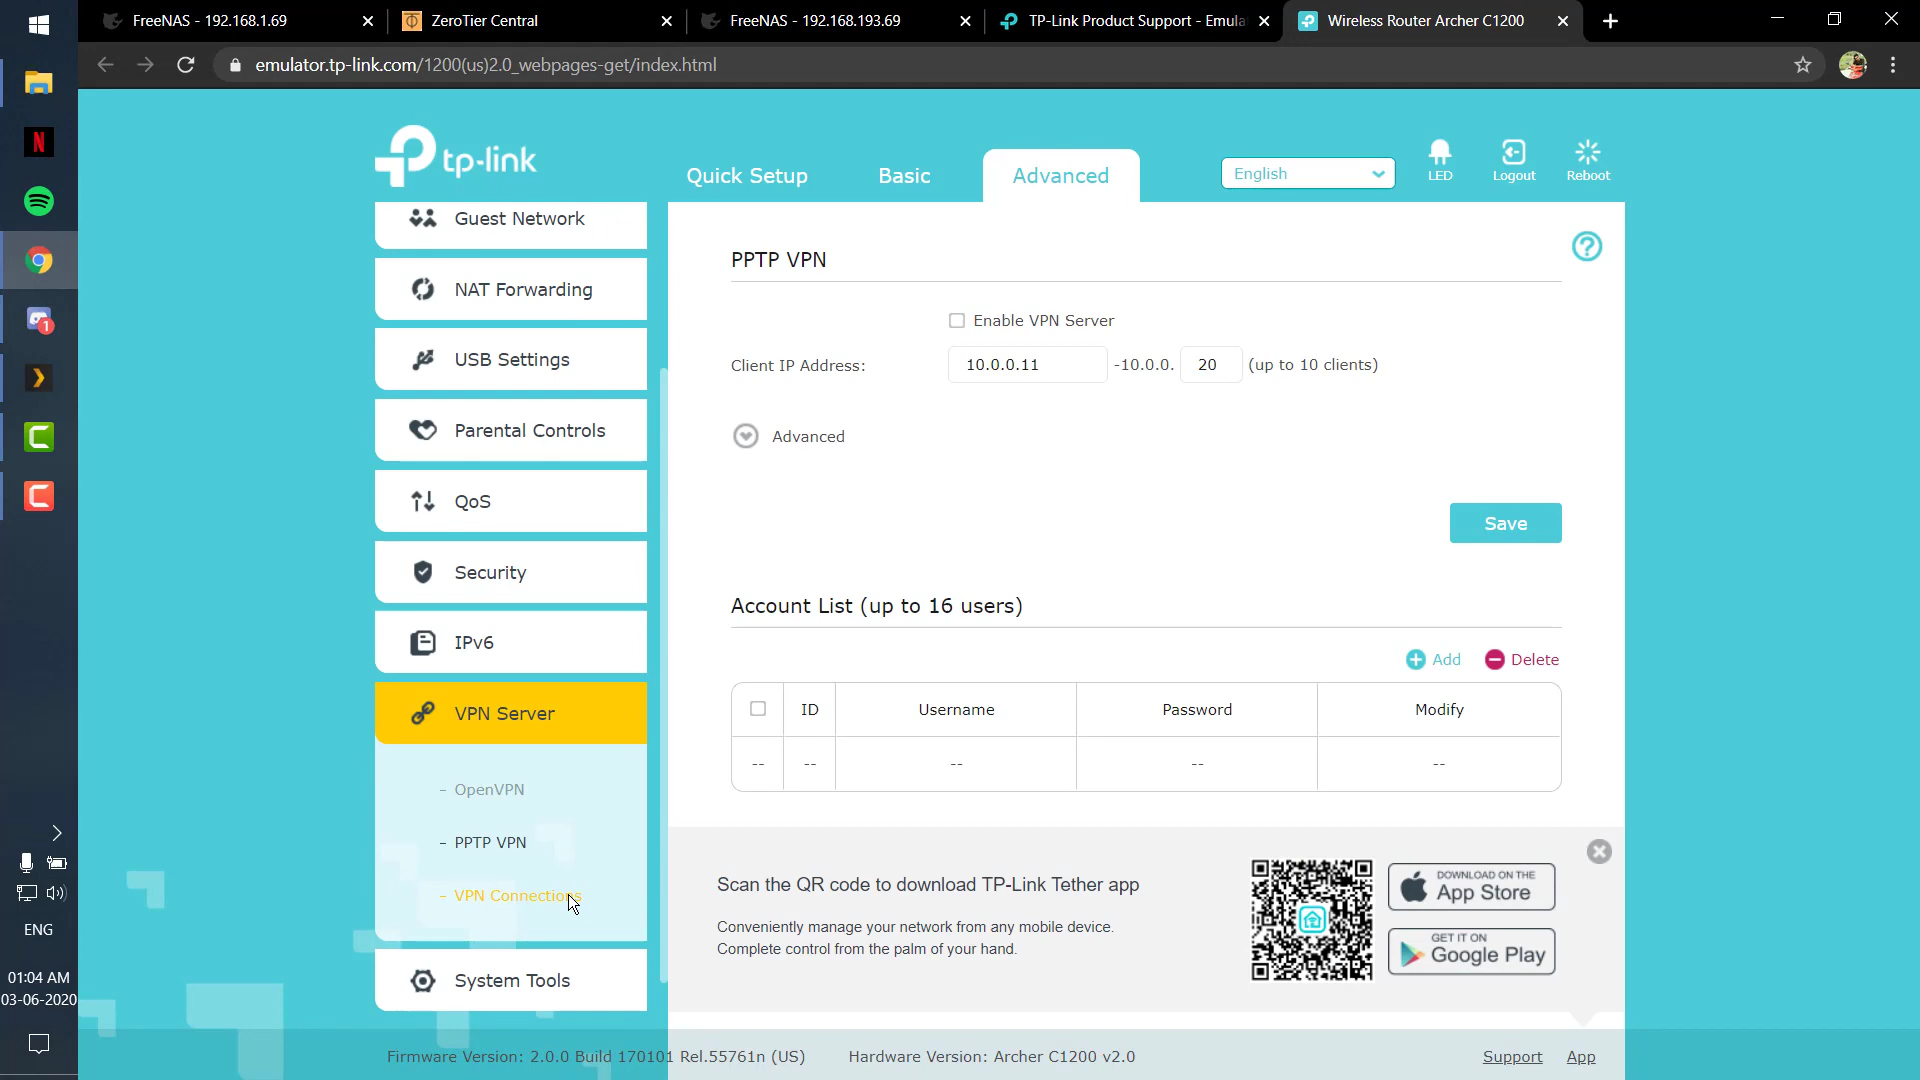 FreeNAS - 192.168.1.69
ZeroTier Central
FreeNAS - 192.168.193.69
TP-Link Product Support - Emula
Wireless Router Archer C1200
emulator.tp-link.com/1200(us)2.0_webpages-get/index.html
tp-link
Quick Setup
Basic
Advanced
English
LED
Logout
Reboot
Guest Network
NAT Forwarding
USB Settings
Parental Controls
QoS
Security
IPv6
VPN Server
- OpenVPN
- PPTP VPN
- VPN Connections
System Tools
PPTP VPN
Enable VPN Server
Client IP Address: 10.0.0.11 -10.0.0. 20 (up to 10 clients)
Advanced
Save
Account List (up to 16 users)
Add Delete
ID Username Password Modify
-- -- -- -- --
Scan the QR code to download TP-Link Tether app
Conveniently manage your network from any mobile device.
Complete control from the palm of your hand.
DOWNLOAD ON THE
App Store
GET IT ON
Google Play
Firmware Version: 2.0.0 Build 170101 Rel.55761n (US) Hardware Version: Archer C1200 v2.0
Support App
N
1
ENG
01:04 AM
03-06-2020